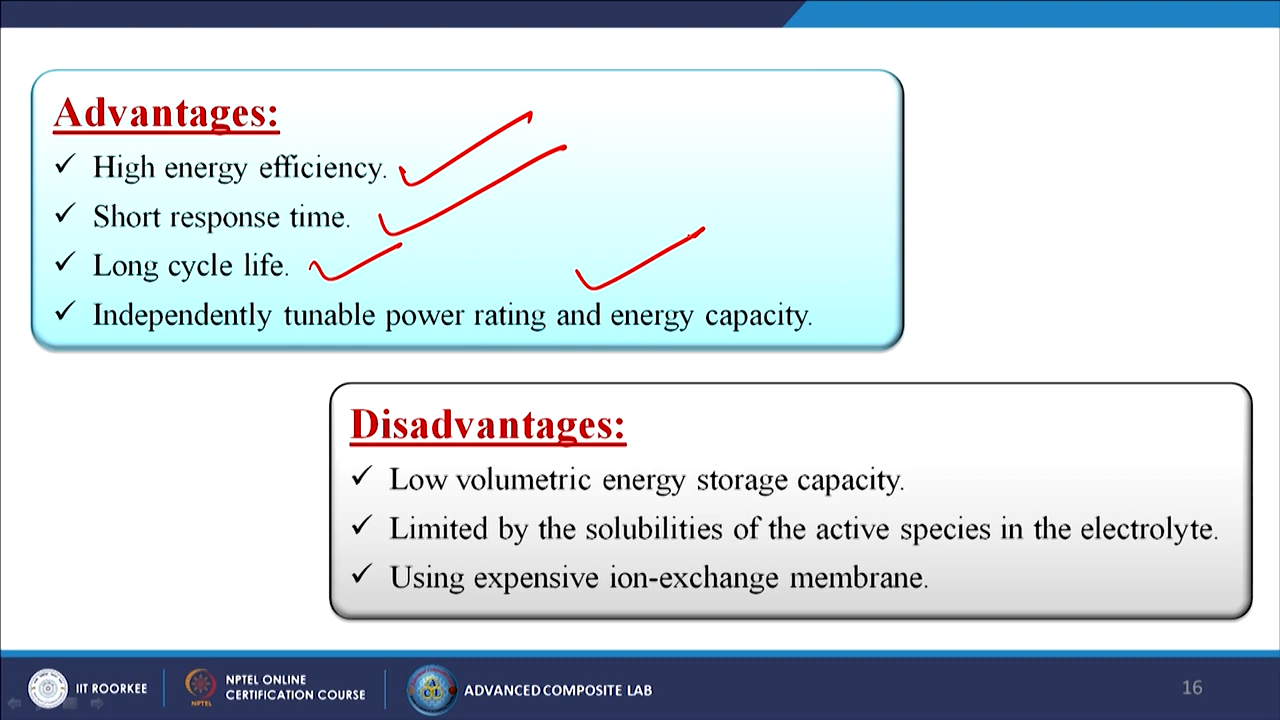 Advantages:
✓ High energy efficiency.
✓ Short response time.
✓ Long cycle life.
✓ Independently tunable power rating and energy capacity.
Disadvantages:
✓ Low volumetric energy storage capacity.
✓ Limited by the solubilities of the active species in the electrolyte.
✓ Using expensive ion-exchange membrane.
IIT ROORKEE
NPTEL
NPTEL ONLINE
CERTIFICATION COURSE
ADVANCED COMPOSITE LAB
16